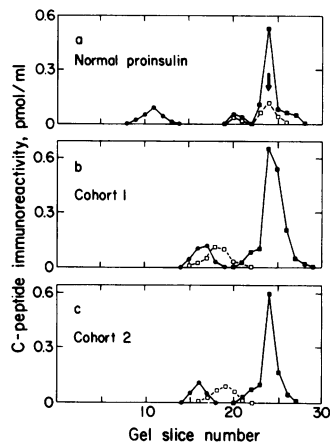 C-peptide immunoreactivity, pmol/ml
0.6
a
Normal proinsulin
0.3
0
0.6
b
Cohort 1
0.3
0
0.6
c
Cohort 2
0.3
0
10 20 30
Gel slice number